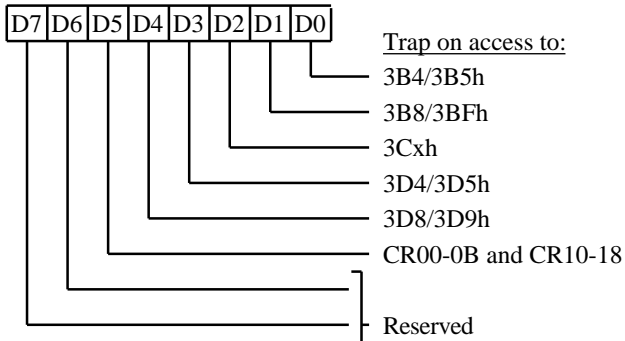 D7 D6 D5 D4 D3 D2 D1 D0
Trap on access to:
3B4/3B5h
3B8/3BFh
3Cxh
3D4/3D5h
3D8/3D9h
CR00-0B and CR10-18
Reserved